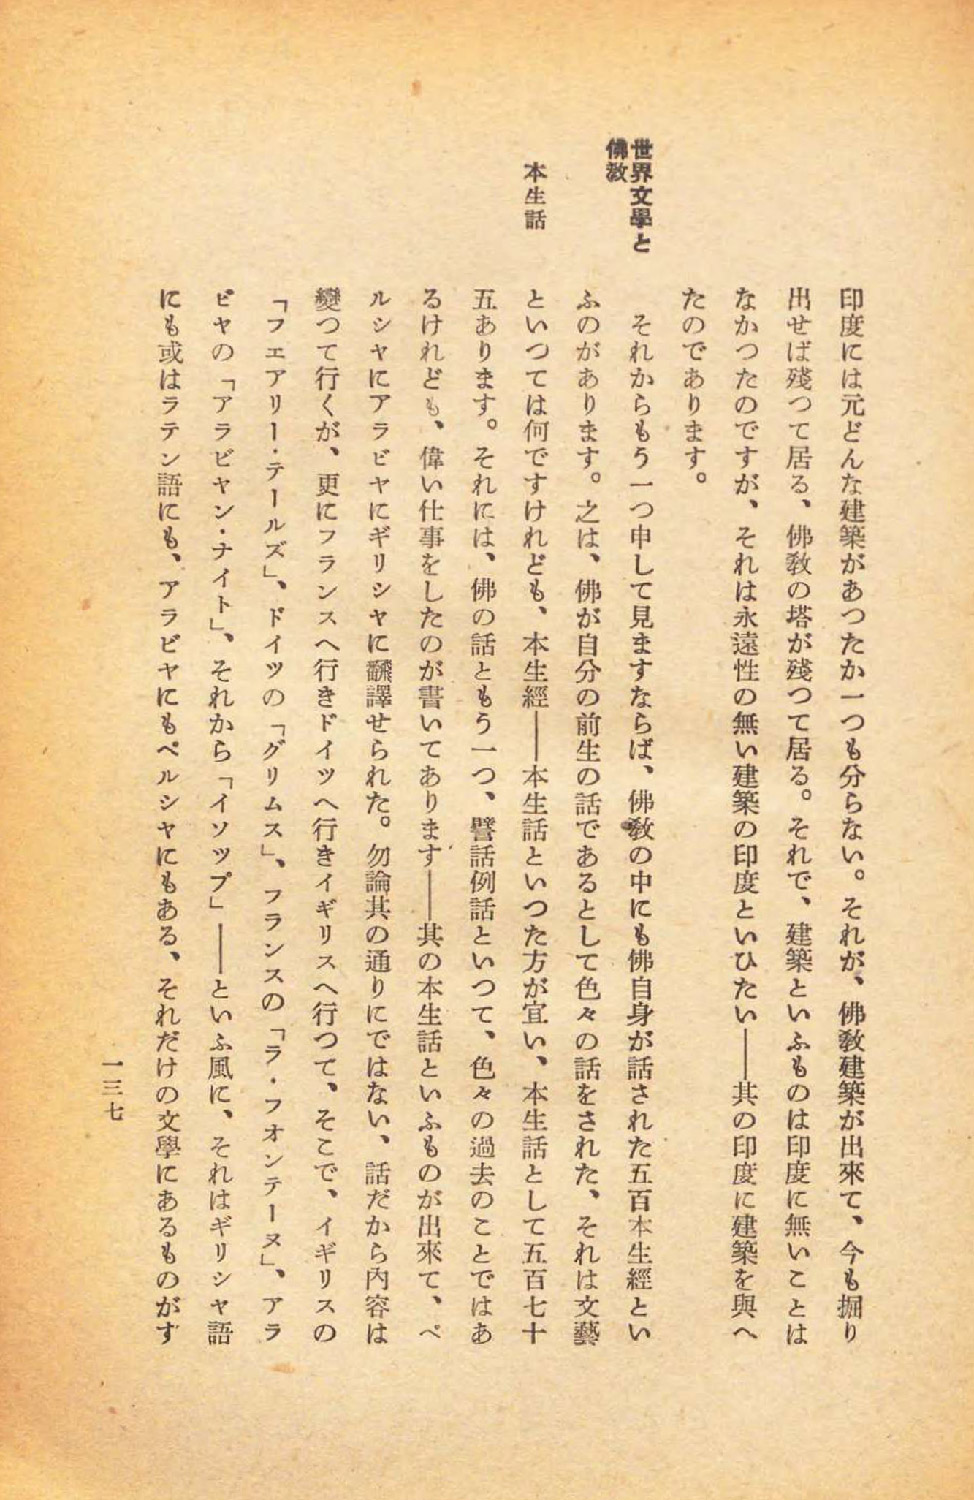 印度には元どんな建築があつたか一つも分らない。それが、佛敎建築が出來て、今も掘り
出せば殘つて居る、佛敎の塔が殘つて居る。それで、建築といふものは印度に無いことは
なかつたのですが、それは永遠性の無い建築の印度といひたい――其の印度に建築を與へ
たのであります。
世界文學と
佛敎
それからもう一つ申して見ますならば、佛敎の中にも佛自身が話された五百本生經とい
ふのがあります。之は、佛が自分の前生の話であるとして色々の話をされた、それは文藝
本生話
といつては何ですけれども、本生經――本生話といつた方が宜い、本生話として五百七十
五あります。それには、佛の話ともう一つ、譬話例話といつて、色々の過去のことではあ
るけれども、偉い仕事をしたのが書いてあります――其の本生話といふものが出來て、ペ
ルシヤにアラビヤにギリシヤに飜譯せられた。勿論其の通りにではない、話だから內容は
變つて行くが、更にフランスへ行きドイツへ行きイギリスへ行つて、そこで、イギリスの
「フエアリー・テールズ」、ドイツの「グリムス」、フランスの「ラ・フオンテーヌ」、アラ
ビヤの「アラビヤン・ナイト」、それから「イソツプ」――といふ風に、それはギリシヤ語
にも或はラテン語にも、アラビヤにもペルシヤにもある、それだけの文學にあるものがす
一三七